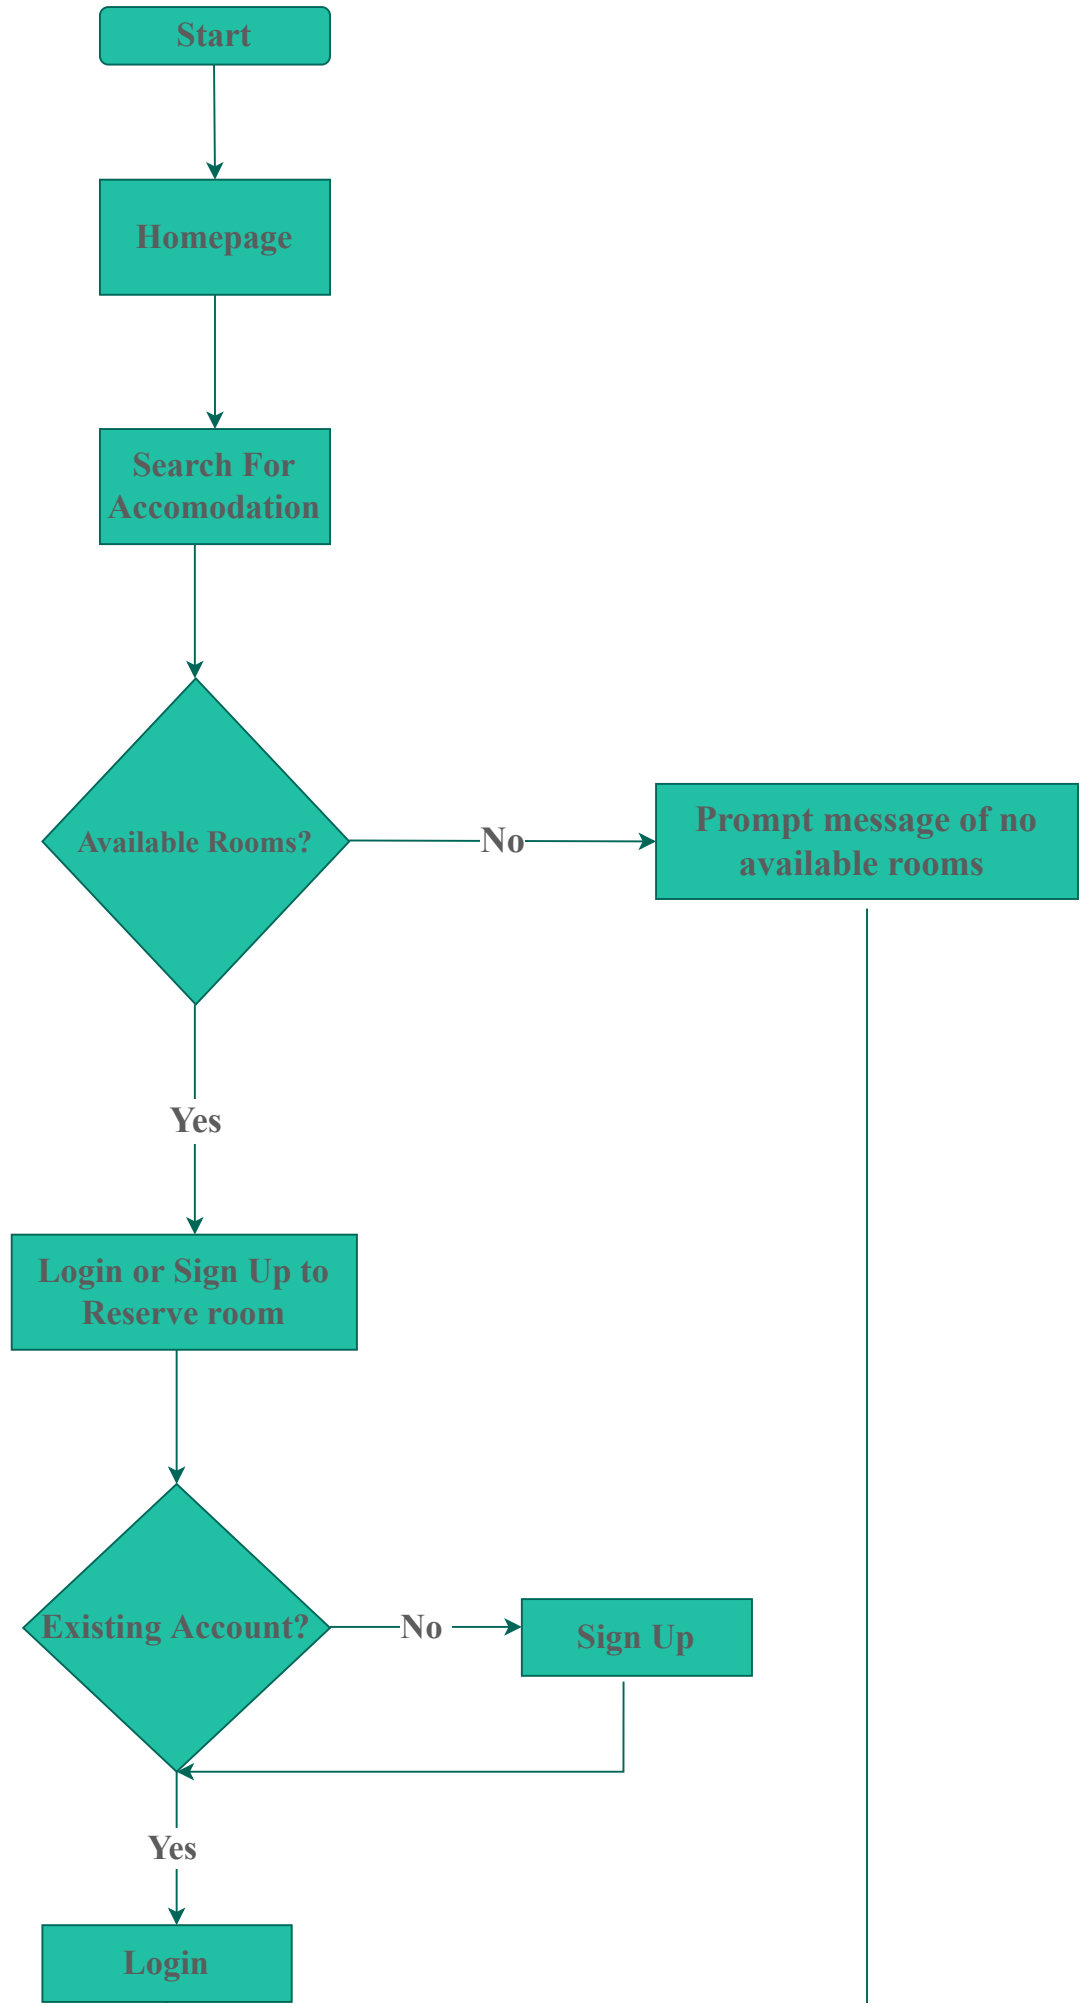 Start
Homepage
Search For
Accomodation
Available Rooms?
No
Prompt message of no
available rooms
Yes
Login or Sign Up to
Reserve room
Existing Account?
No
Sign Up
Yes
Login